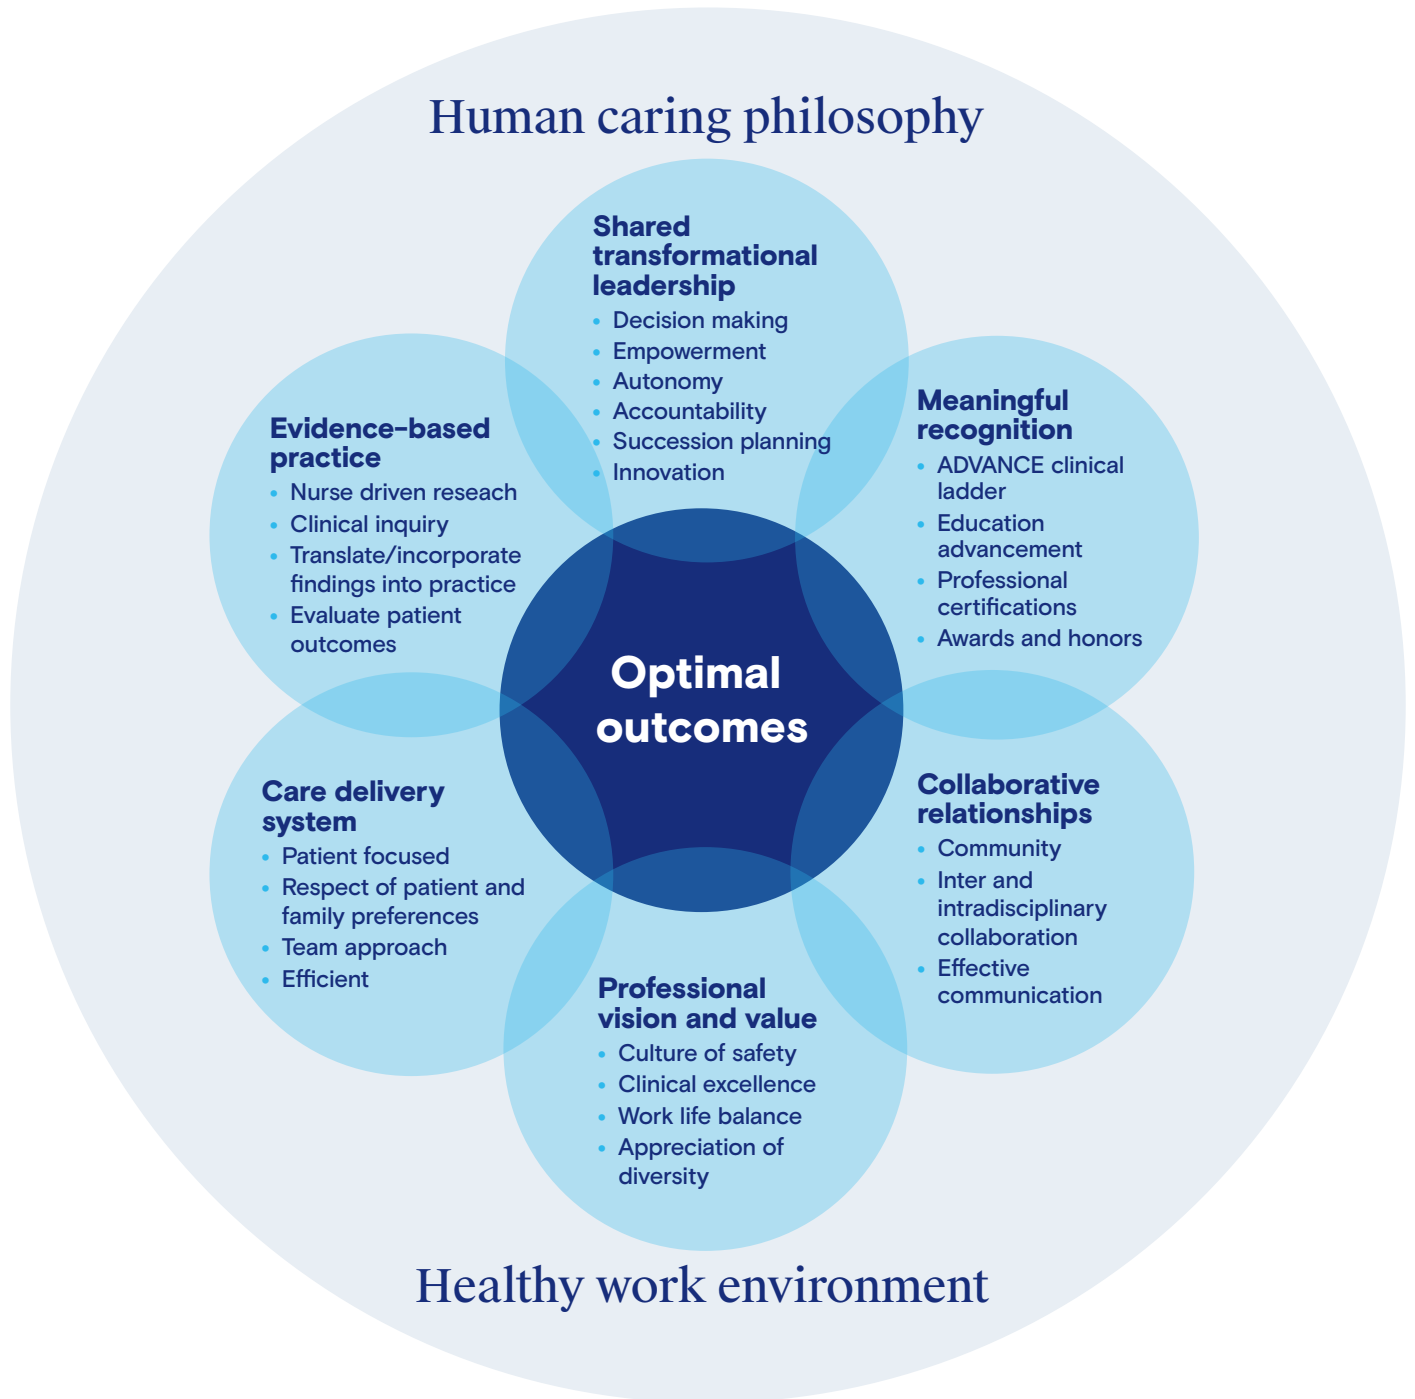 Human caring philosophy
Shared
transformational
leadership
• Decision making
• Empowerment
• Autonomy
• Accountability
• Succession planning
• Innovation
Meaningful
recognition
• ADVANCE clinical
ladder
• Education
advancement
• Professional
certifications
• Awards and honors
Evidence-based
practice
• Nurse driven reseach
• Clinical inquiry
• Translate/incorporate
findings into practice
• Evaluate patient
outcomes
Optimal
outcomes
Care delivery
system
• Patient focused
• Respect of patient and
family preferences
• Team approach
• Efficient
Collaborative
relationships
• Community
• Inter and
intradisciplinary
collaboration
• Effective
communication
Professional
vision and value
• Culture of safety
• Clinical excellence
• Work life balance
• Appreciation of
diversity
Healthy work environment